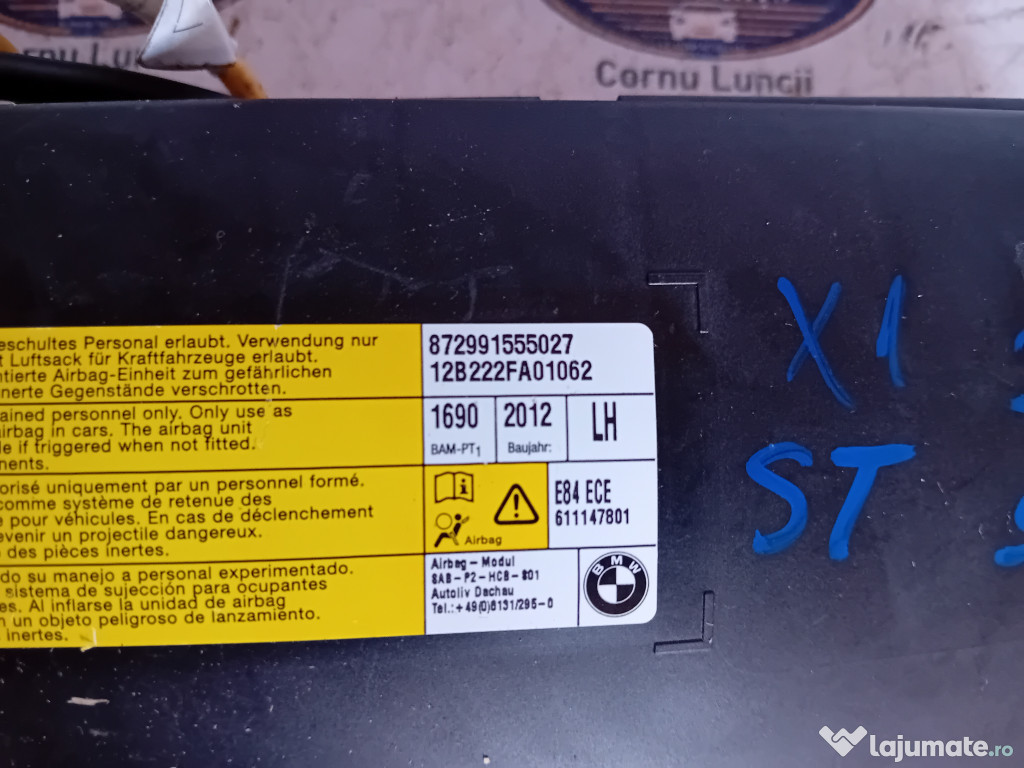 Cornu Luncii
eschultes Personal erlaubt. Verwendung nur
t Luftsack für Kraftfahrzeuge erlaubt.
ntierte Airbag-Einheit zum gefährlichen
nerte Gegenstände verschrotten.
ained personnel only. Only use as
airbag in cars. The airbag unit
le if triggered when not fitted.
nents.
orisé uniquement par un personnel formé.
comme système de retenue des
e pour véhicules. En cas de déclenchement
evenir un projectile dangereux.
des pièces inertes.
do su manejo a personal experimentado.
sistema de sujección para ocupantes
es. Al inflarse la unidad de airbag
n un objeto peligroso de lanzamiento.
inertes.
872991555027
12B222FA01062
1690
BAM-PT1
2012
Baujahr:
LH
Airbag
E84 ECE
611147801
Airbag-Modul
SAB-P2-HCB-S01
Autoliv Dachau
Tel.:+49(0)8131/295-0
BMW
X1
ST
lajumate.ro